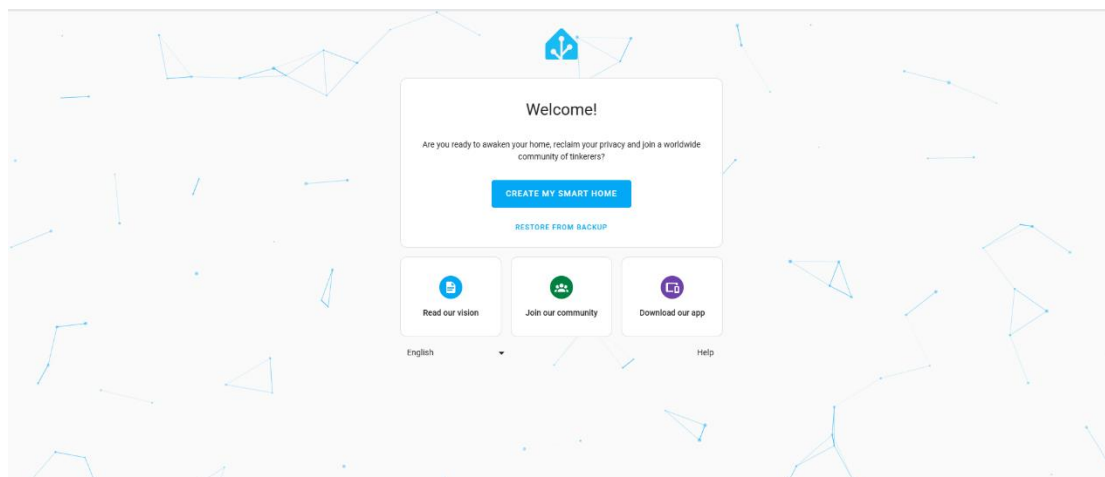 Welcome!
Are you ready to awaken your home, reclaim your privacy and join a worldwide
community of tinkerers?
CREATE MY SMART HOME
RESTORE FROM BACKUP
Read our vision
Join our community
Download our app
English
Help